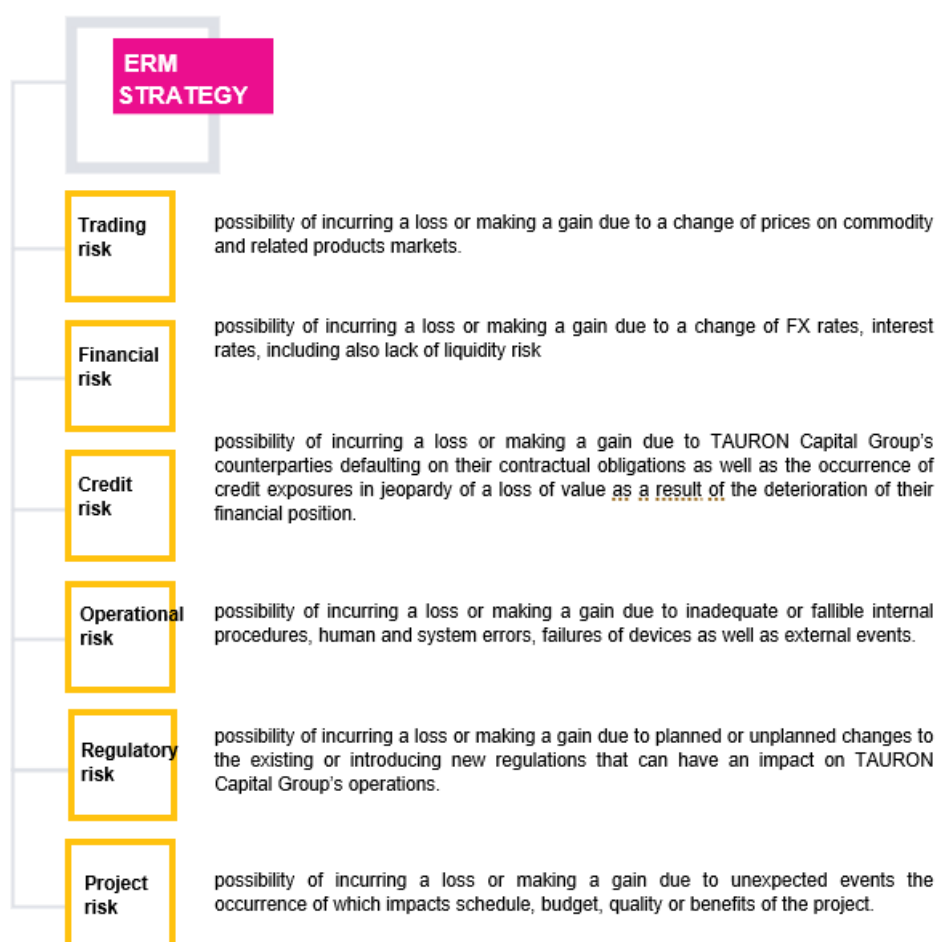 ERM
STRATEGY
Trading
risk
possibility of incurring a loss or making a gain due to a change of prices on commodity
and related products markets.
Financial
risk
possibility of incurring a loss or making a gain due to a change of FX rates, interest
rates, including also lack of liquidity risk
Credit
risk
possibility of incurring a loss or making a gain due to TAURON Capital Group's
counterparties defaulting on their contractual obligations as well as the occurrence of
credit exposures in jeopardy of a loss of value as a result of the deterioration of their
financial position.
Operational
risk
possibility of incurring a loss or making a gain due to inadequate or fallible internal
procedures, human and system errors, failures of devices as well as external events.
Regulatory
risk
possibility of incurring a loss or making a gain due to planned or unplanned changes to
the existing or introducing new regulations that can have an impact on TAURON
Capital Group's operations.
Project
risk
possibility of incurring a loss or making a gain due to unexpected events the
occurrence of which impacts schedule, budget, quality or benefits of the project.